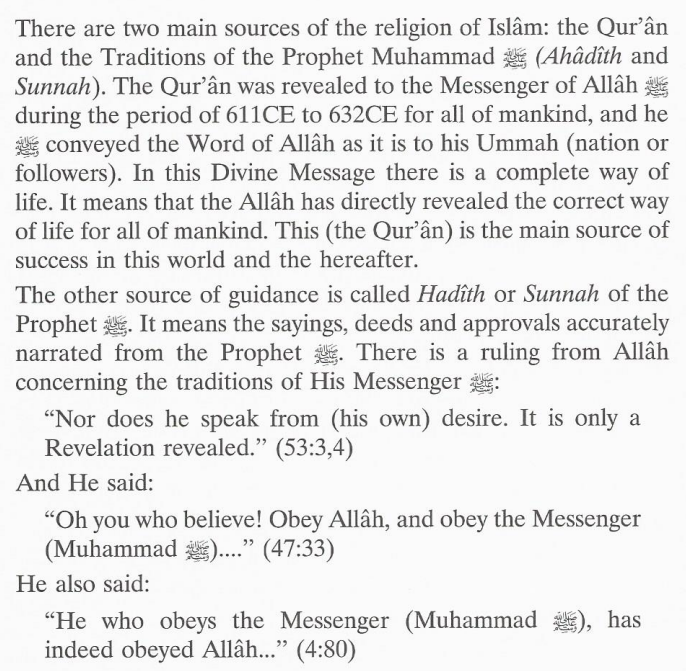 There are two main sources of the religion of Islâm: the Qur’ân
and the Traditions of the Prophet Muhammad ﷺ (Ahâdîth and
Sunnah). The Qur’ân was revealed to the Messenger of Allâh ﷺ
during the period of 611CE to 632CE for all of mankind, and he
ﷺ conveyed the Word of Allâh as it is to his Ummah (nation or
followers). In this Divine Message there is a complete way of
life. It means that the Allâh has directly revealed the correct way
of life for all of mankind. This (the Qur’ân) is the main source of
success in this world and the hereafter.
The other source of guidance is called Hadîth or Sunnah of the
Prophet ﷺ. It means the sayings, deeds and approvals accurately
narrated from the Prophet ﷺ. There is a ruling from Allâh
concerning the traditions of His Messenger ﷺ:
“Nor does he speak from (his own) desire. It is only a
Revelation revealed.” (53:3,4)
And He said:
“Oh you who believe! Obey Allâh, and obey the Messenger
(Muhammad ﷺ)....” (47:33)
He also said:
“He who obeys the Messenger (Muhammad ﷺ), has
indeed obeyed Allâh...” (4:80)